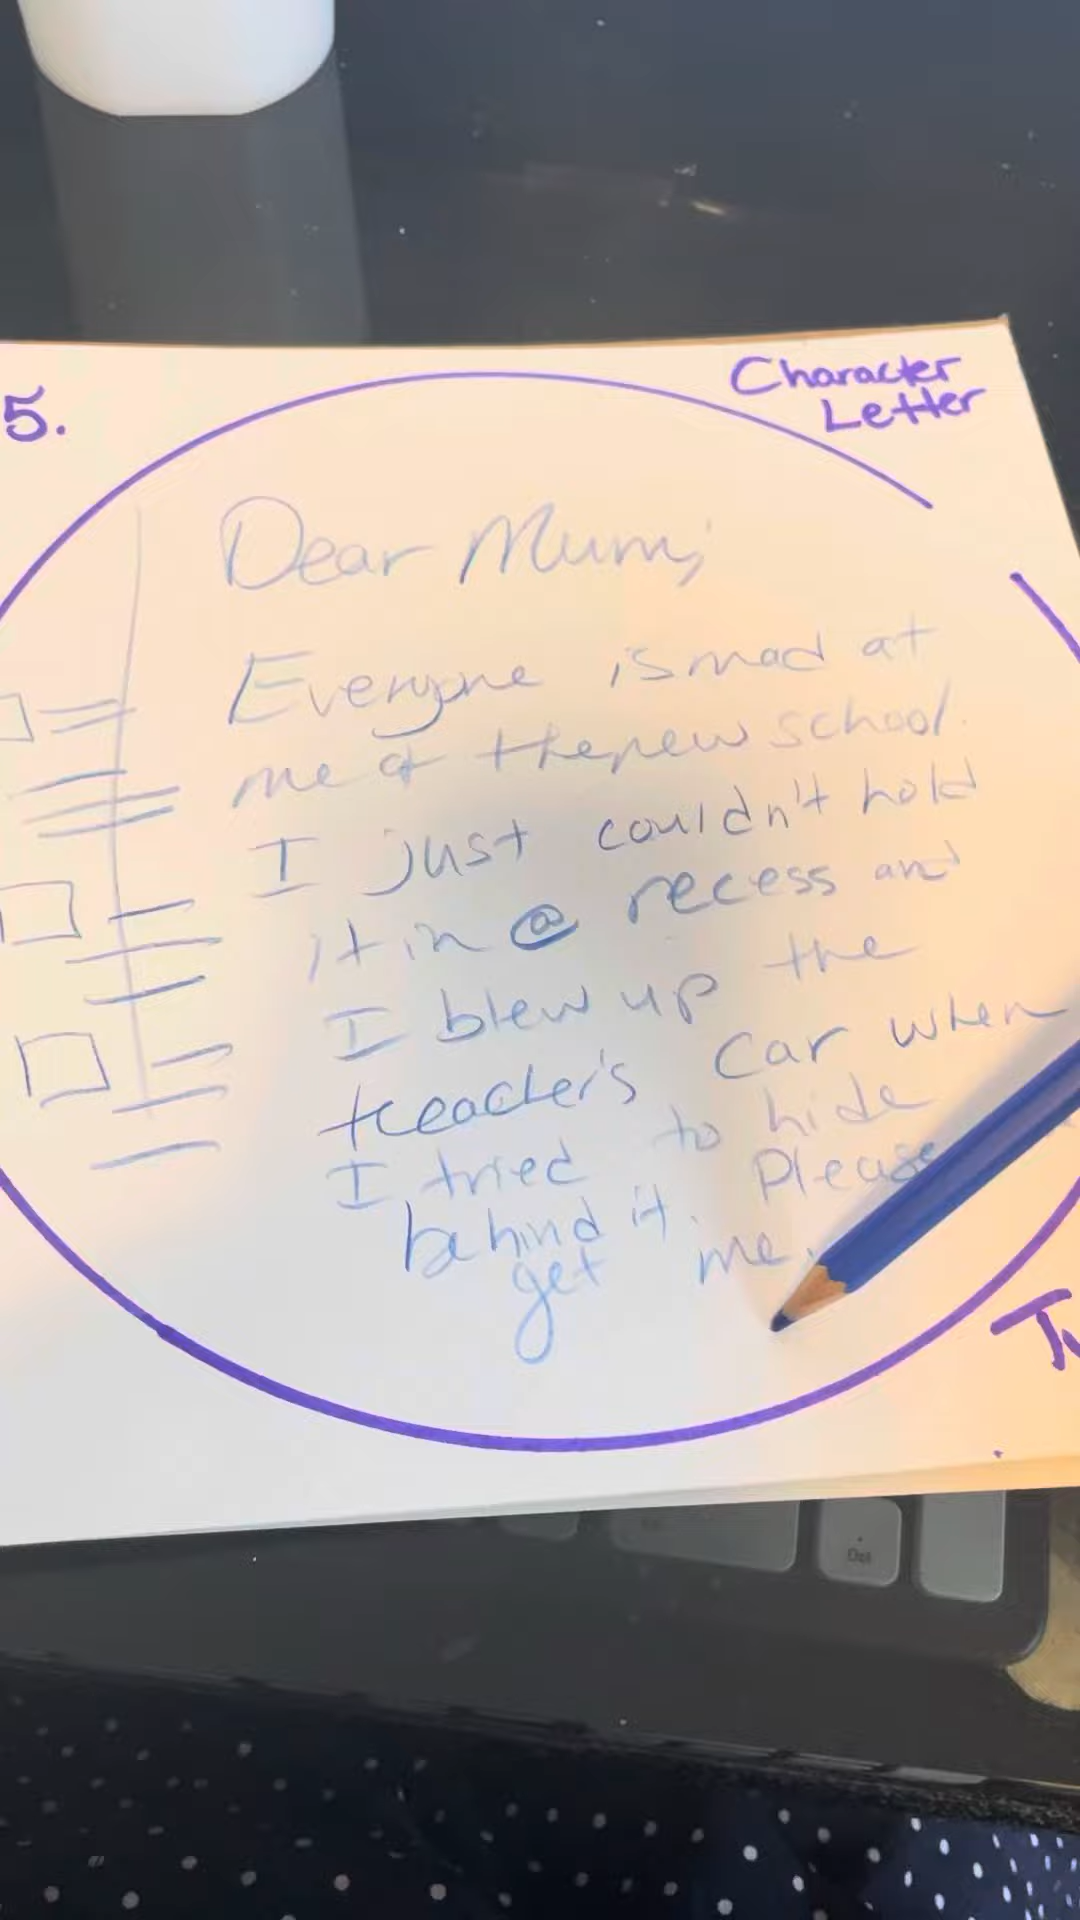 5.
Character
Letter
Dear Mum,
Everyone is mad at
me @ the new school.
I just couldn't hold
it in @ recess and
I blew up the
teacher's car when
I tried to hide
behind it. Please
get me.
Del